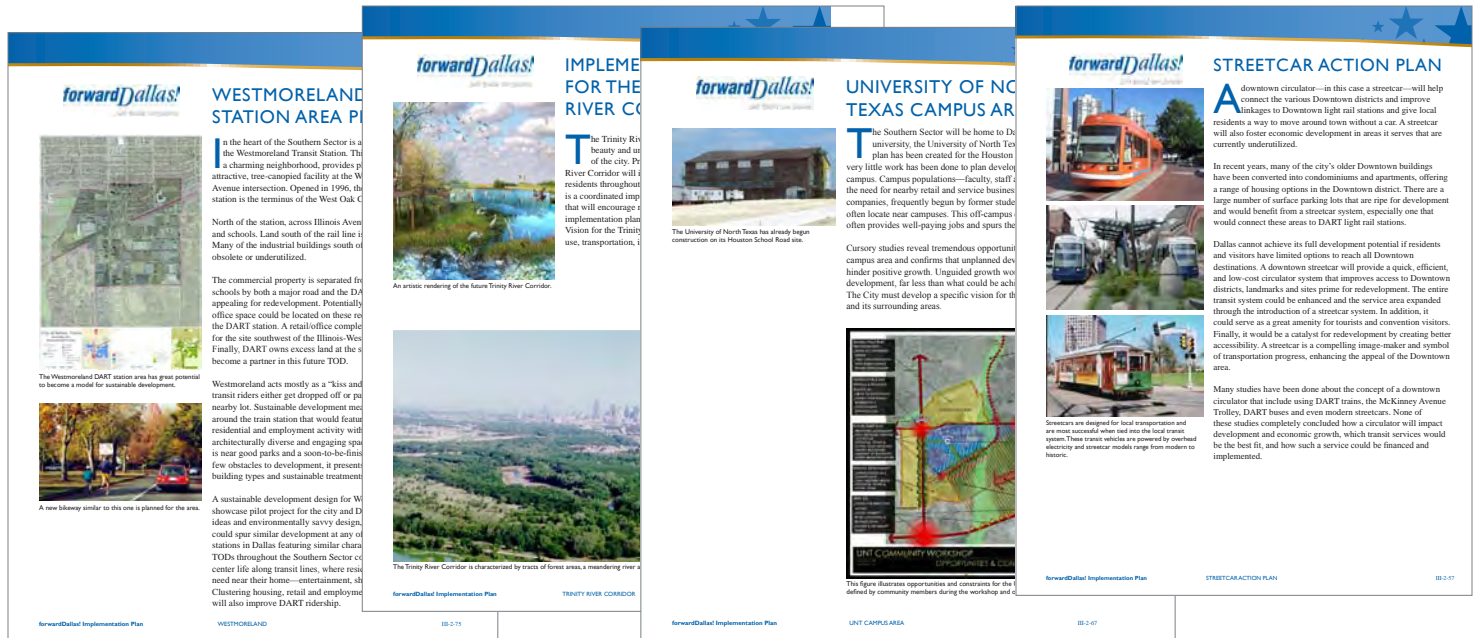 forwardDallas!
WESTMORELAND
STATION AREA P
In the heart of the Southern Sector is a
the Westmoreland Transit Station. Thi
a charming neighborhood, provides pl
attractive, tree-canopied facility at the W
Avenue intersection. Opened in 1996, the
station is the terminus of the West Oak C
North of the station, across Illinois Aven
and schools. Land south of the rail line is
Many of the industrial buildings south of
obsolete or underutilized.
The commercial property is separated fro
schools by both a major road and the DA
appealing for redevelopment. Potentially
office space could be located on these re
the DART station. A retail/office comple
for the site southwest of the Illinois-Wes
Finally, DART owns excess land at the s
become a partner in this future TOD.
Westmoreland acts mostly as a “kiss and
transit riders either get dropped off or pa
nearby lot. Sustainable development mea
around the train station that would featur
residential and employment activity with
architecturally diverse and engaging spac
is near good parks and a soon-to-be-finis
few obstacles to development, it presents
building types and sustainable treatment
A sustainable development design for We
showcase pilot project for the city and D
ideas and environmentally savvy design,
could spur similar development at any of
stations in Dallas featuring similar chara
TODs throughout the Southern Sector co
center life along transit lines, where resid
need near their home—entertainment, sh
Clustering housing, retail and employme
will also improve DART ridership.
The Westmoreland DART station area has great potential
to become a model for sustainable development.
A new bikeway similar to this one is planned for the area.
forwardDallas! Implementation Plan
WESTMORELAND
III-2-75
forwardDallas!
IMPLEME
FOR THE
RIVER CO
The Trinity Riv
beauty and un
of the city. Pr
River Corridor will i
residents throughout
is a coordinated imp
that will encourage r
implementation plan
Vision for the Trinity
use, transportation, i
An artistic rendering of the future Trinity River Corridor.
The Trinity River Corridor is characterized by tracts of forest areas, a meandering river a
forwardDallas! Implementation Plan
TRINITY RIVER CORRIDOR
forwardDallas!
UNIVERSITY OF NO
TEXAS CAMPUS AR
The Southern Sector will be home to Da
university, the University of North Tex
plan has been created for the Houston
very little work has been done to plan develop
campus. Campus populations—faculty, staff a
the need for nearby retail and service business
companies, frequently begun by former stude
often locate near campuses. This off-campus
often provides well-paying jobs and spurs the
Cursory studies reveal tremendous opportunit
campus area and confirms that unplanned dev
hinder positive growth. Unguided growth wou
development, far less than what could be achi
The City must develop a specific vision for th
and its surrounding areas.
The University of North Texas has already begun
construction on its Houston School Road site.
UNT COMMUNITY WORKSHOP
OPPORTUNITIES & CON
This figure illustrates opportunities and constraints for the
defined by community members during the workshop and c
forwardDallas! Implementation Plan
UNT CAMPUS AREA
III-2-67
forwardDallas!
STREETCAR ACTION PLAN
A downtown circulator—in this case a streetcar—will help
connect the various Downtown districts and improve
linkages to Downtown light rail stations and give local
residents a way to move around town without a car. A streetcar
will also foster economic development in areas it serves that are
currently underutilized.
In recent years, many of the city’s older Downtown buildings
have been converted into condominiums and apartments, offering
a range of housing options in the Downtown district. There are a
large number of surface parking lots that are ripe for development
and would benefit from a streetcar system, especially one that
would connect these areas to DART light rail stations.
Dallas cannot achieve its full development potential if residents
and visitors have limited options to reach all Downtown
destinations. A downtown streetcar will provide a quick, efficient,
and low-cost circulator system that improves access to Downtown
districts, landmarks and sites prime for redevelopment. The entire
transit system could be enhanced and the service area expanded
through the introduction of a streetcar system. In addition, it
could serve as a great amenity for tourists and convention visitors.
Finally, it would be a catalyst for redevelopment by creating better
accessibility. A streetcar is a compelling image-maker and symbol
of transportation progress, enhancing the appeal of the Downtown
area.
Many studies have been done about the concept of a downtown
circulator that include using DART trains, the McKinney Avenue
Trolley, DART buses and even modern streetcars. None of
these studies completely concluded how a circulator will impact
development and economic growth, which transit services would
be the best fit, and how such a service could be financed and
implemented.
Streetcars are designed for local transportation and
are most successful when tied into the local transit
system. These transit vehicles are powered by overhead
electricity and streetcar models range from modern to
historic.
forwardDallas! Implementation Plan
STREETCAR ACTION PLAN
III-2-57